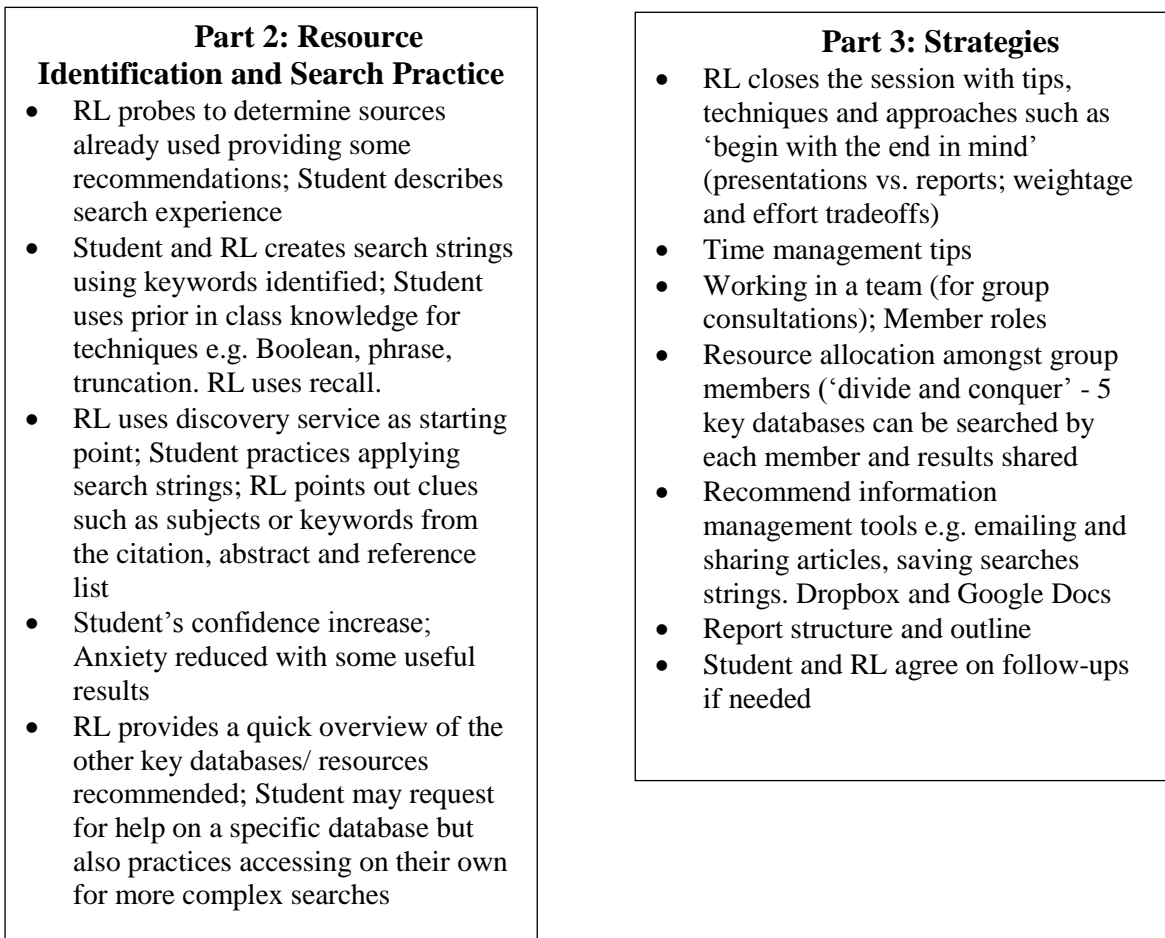 Part 2: Resource
Identification and Search Practice
• RL probes to determine sources
already used providing some
recommendations; Student describes
search experience
• Student and RL creates search strings
using keywords identified; Student
uses prior in class knowledge for
techniques e.g. Boolean, phrase,
truncation. RL uses recall.
• RL uses discovery service as starting
point; Student practices applying
search strings; RL points out clues
such as subjects or keywords from
the citation, abstract and reference
list
• Student’s confidence increase;
Anxiety reduced with some useful
results
• RL provides a quick overview of the
other key databases/ resources
recommended; Student may request
for help on a specific database but
also practices accessing on their own
for more complex searches
Part 3: Strategies
• RL closes the session with tips,
techniques and approaches such as
‘begin with the end in mind’
(presentations vs. reports; weightage
and effort tradeoffs)
• Time management tips
• Working in a team (for group
consultations); Member roles
• Resource allocation amongst group
members (‘divide and conquer’ - 5
key databases can be searched by
each member and results shared
• Recommend information
management tools e.g. emailing and
sharing articles, saving searches
strings. Dropbox and Google Docs
• Report structure and outline
• Student and RL agree on follow-ups
if needed